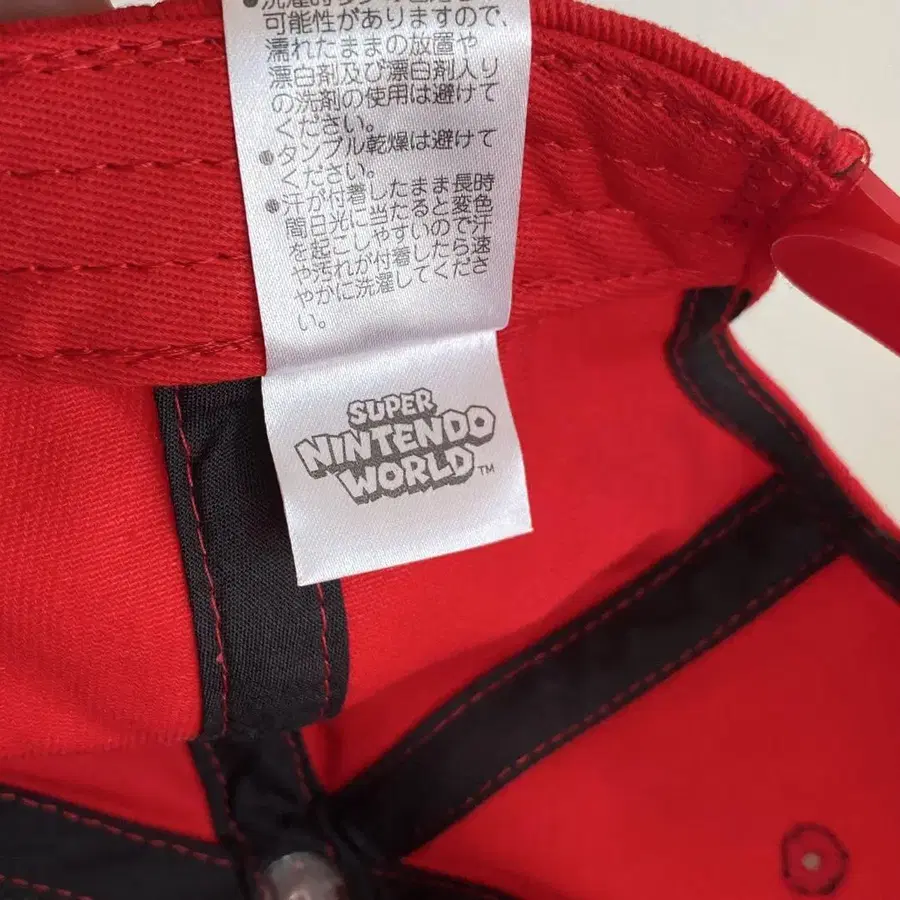 可能性がありますので、
濡れたままの放置や
漂白剤及び漂白剤入り
の洗剤の使用は避けて
ください。
●タンブル乾燥は避けて
ください。
●汗が付着したまま長時
間日光に当たると変色
を起こしやすいので汗
や汚れが付着したら速
やかに洗濯してくださ
い。
SUPER
NINTENDO
WORLD™